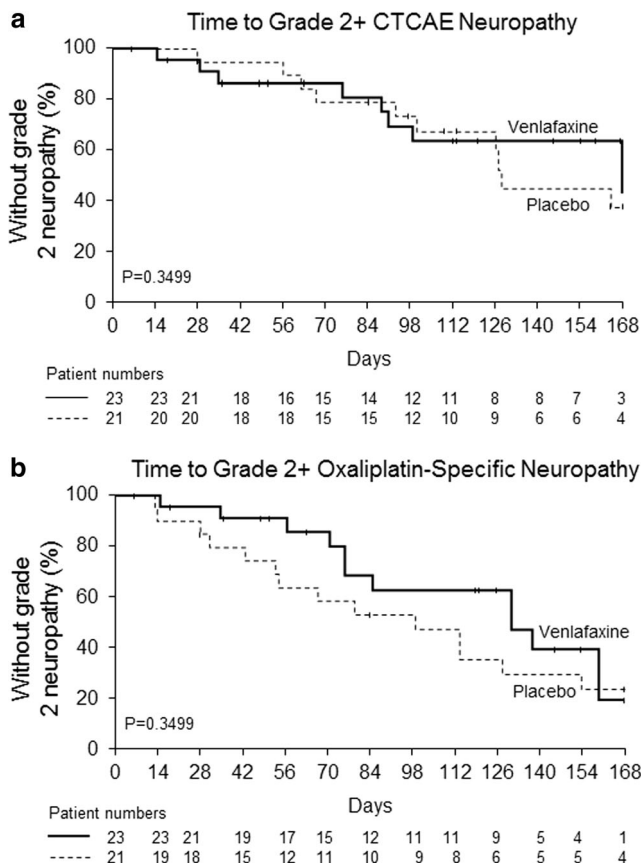 a
Time to Grade 2+ CTCAE Neuropathy
Without grade
2 neuropathy (%)
100
80
60
40
20
0
Venlafaxine
Placebo
P=0.3499
0 14 28 42 56 70 84 98 112 126 140 154 168
Days
Patient numbers
23 23 21 18 16 15 14 12 11 8 8 7 3
21 20 20 18 18 15 15 12 10 9 6 6 4
b
Time to Grade 2+ Oxaliplatin-Specific Neuropathy
Without grade
2 neuropathy (%)
100
80
60
40
20
0
Venlafaxine
Placebo
P=0.3499
0 14 28 42 56 70 84 98 112 126 140 154 168
Days
Patient numbers
23 23 21 19 17 15 12 11 11 9 5 4 1
21 19 18 15 12 11 10 9 8 6 5 5 4